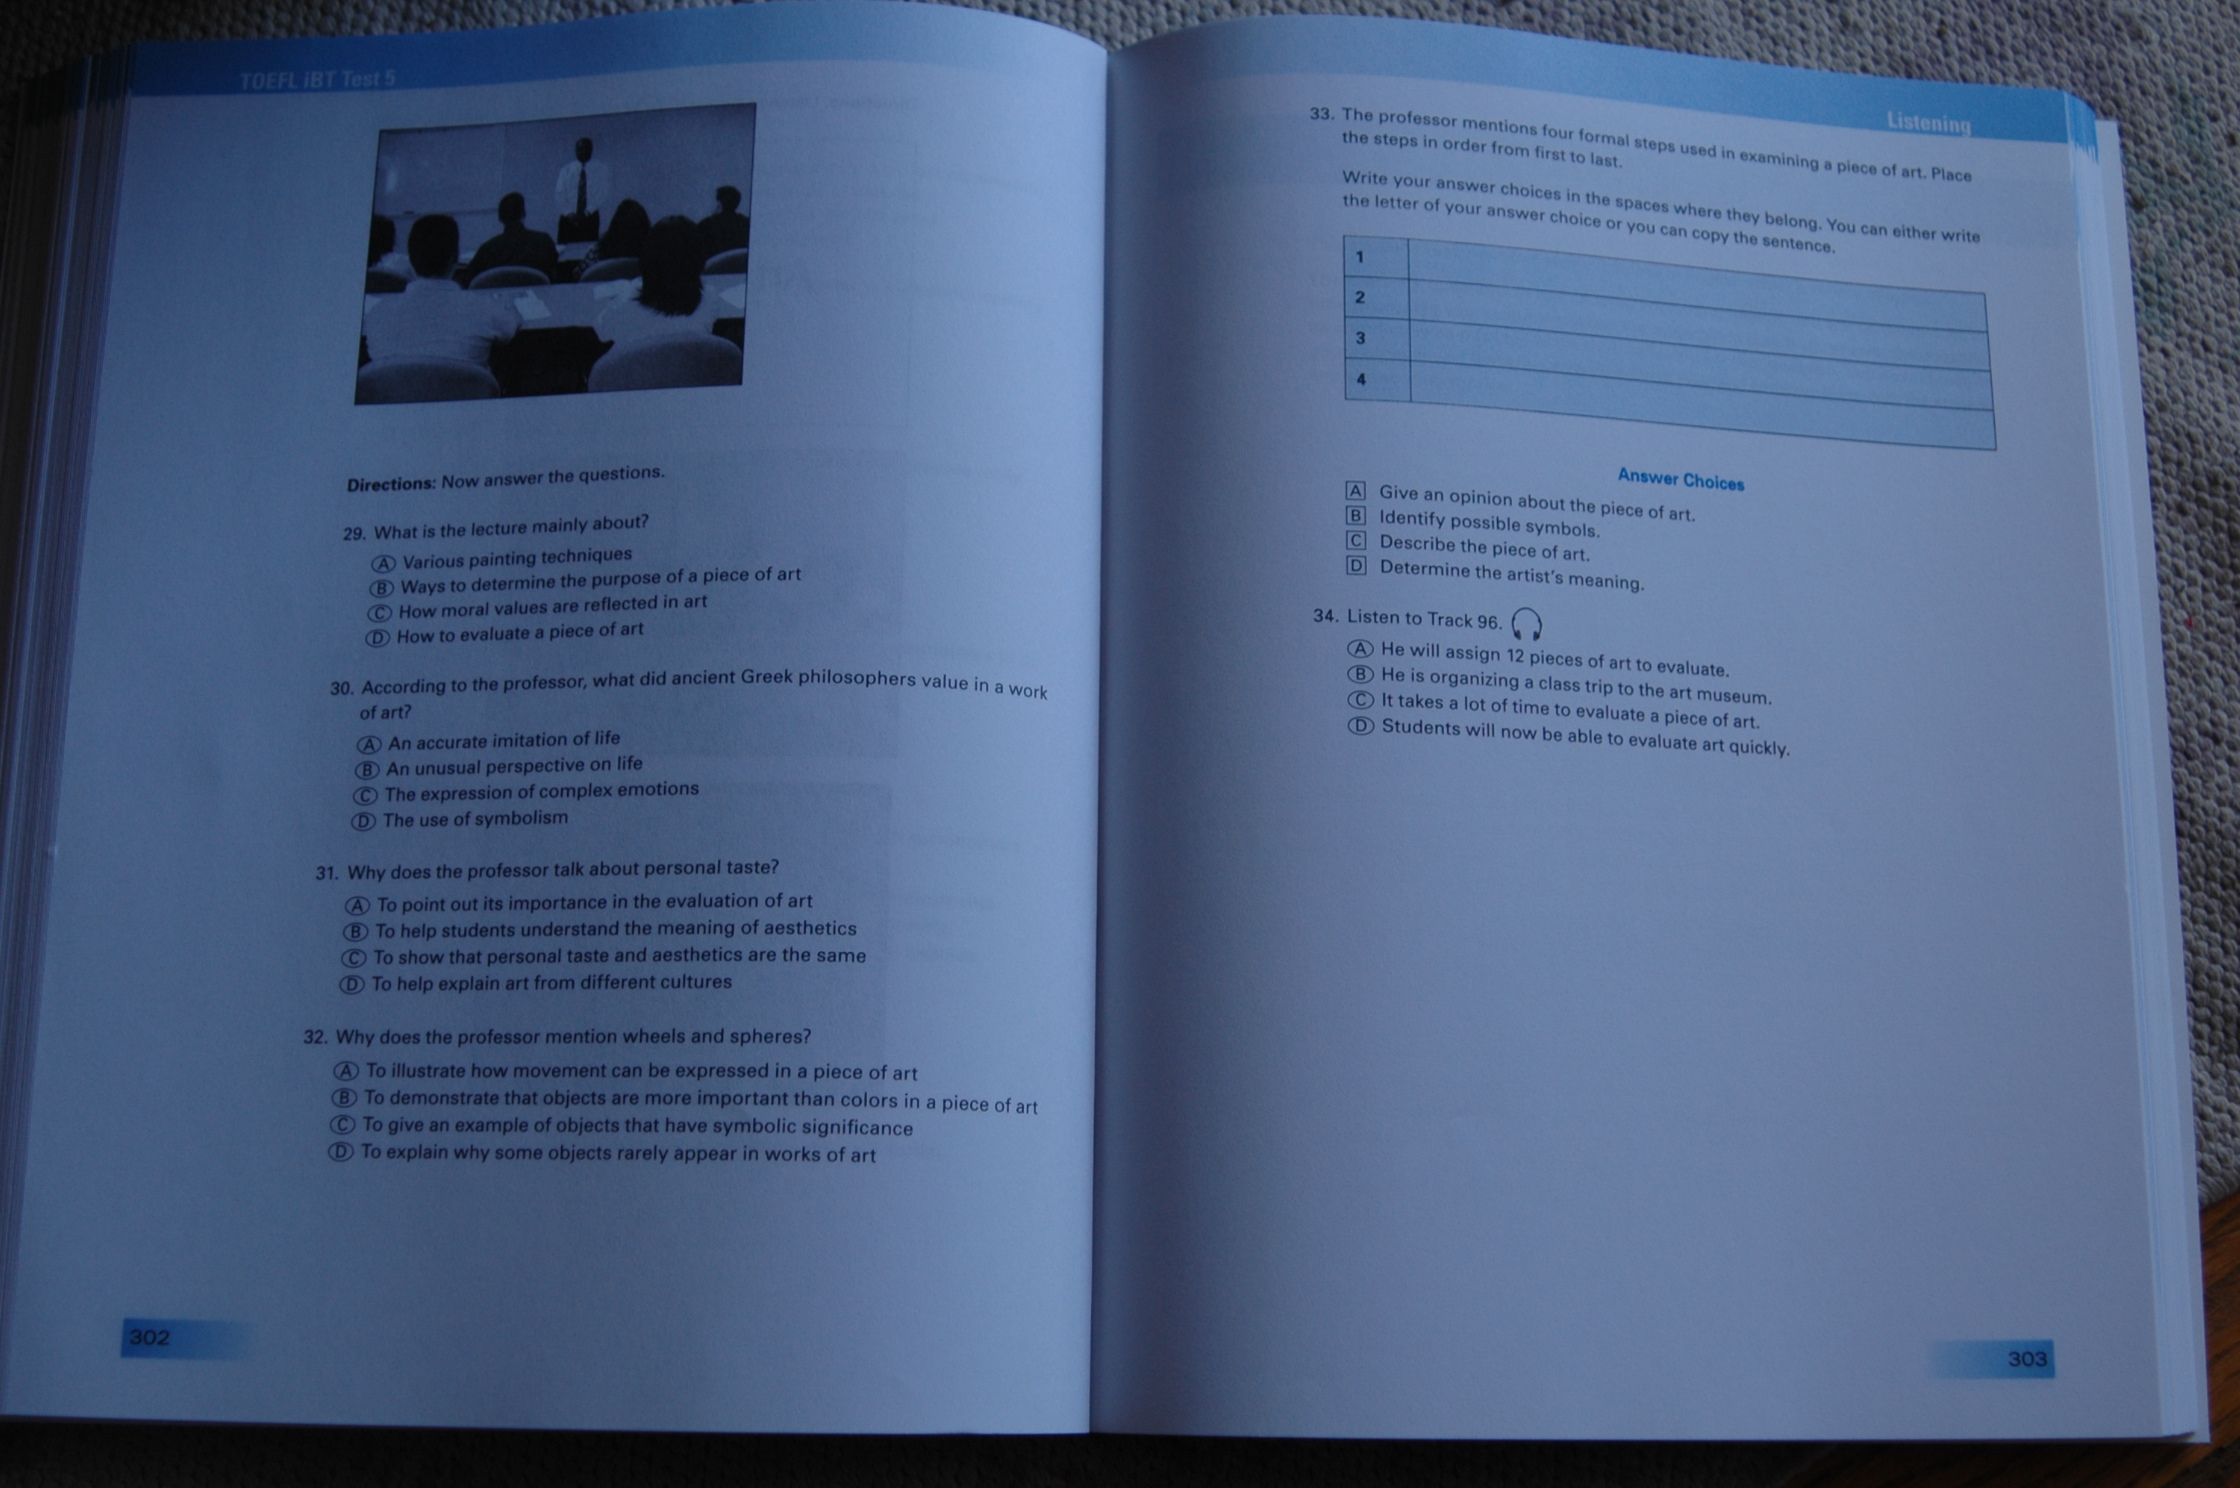 TOEFL iBT Test 5
Directions: Now answer the questions.
29. What is the lecture mainly about?
A Various painting techniques
B Ways to determine the purpose of a piece of art
C How moral values are reflected in art
D How to evaluate a piece of art
30. According to the professor, what did ancient Greek philosophers value in a work
of art?
A An accurate imitation of life
B An unusual perspective on life
C The expression of complex emotions
D The use of symbolism
31. Why does the professor talk about personal taste?
A To point out its importance in the evaluation of art
B To help students understand the meaning of aesthetics
C To show that personal taste and aesthetics are the same
D To help explain art from different cultures
32. Why does the professor mention wheels and spheres?
A To illustrate how movement can be expressed in a piece of art
B To demonstrate that objects are more important than colors in a piece of art
C To give an example of objects that have symbolic significance
D To explain why some objects rarely appear in works of art
302
Listening
33. The professor mentions four formal steps used in examining a piece of art. Place
the steps in order from first to last.
Write your answer choices in the spaces where they belong. You can either write
the letter of your answer choice or you can copy the sentence.
1
2
3
4
Answer Choices
A Give an opinion about the piece of art.
B Identify possible symbols.
C Describe the piece of art.
D Determine the artist's meaning.
34. Listen to Track 96.
A He will assign 12 pieces of art to evaluate.
B He is organizing a class trip to the art museum.
C It takes a lot of time to evaluate a piece of art.
D Students will now be able to evaluate art quickly.
303